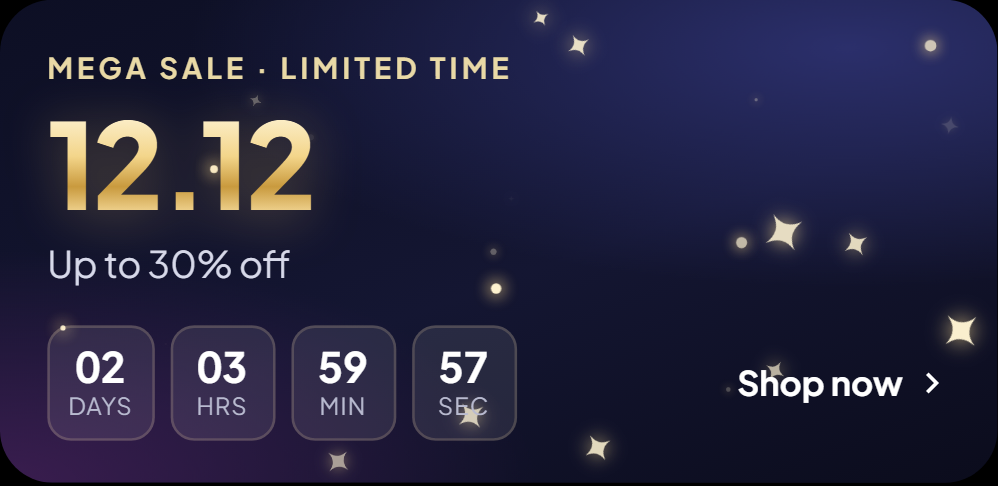 MEGA SALE · LIMITED TIME
12.12
Up to 30% off
02 03 59 57
DAYS HRS MIN SEC
Shop now